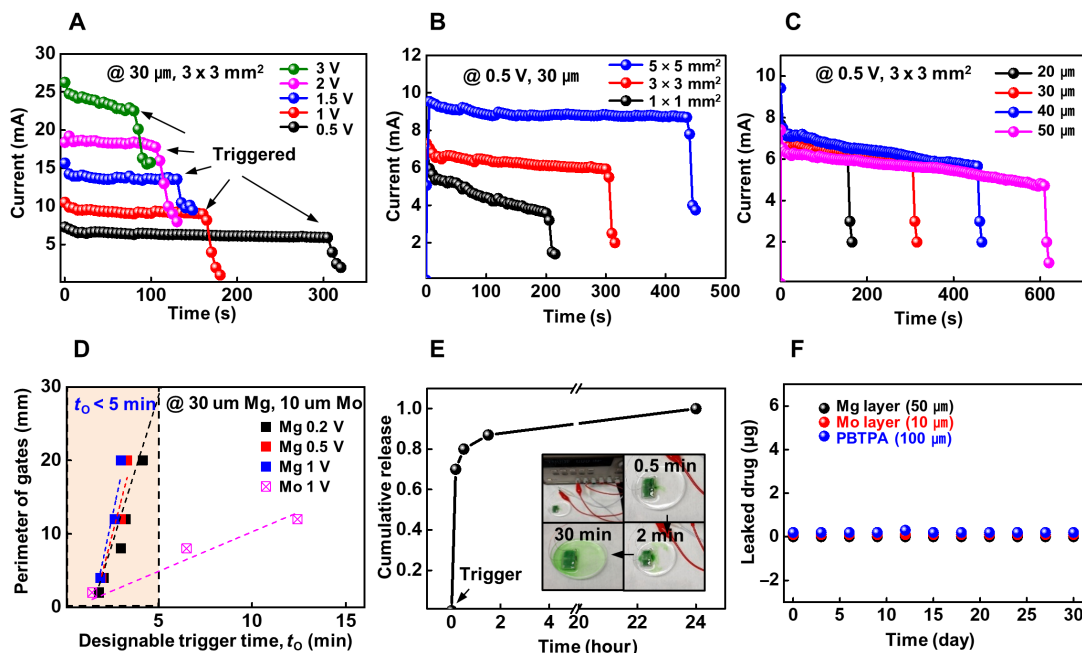 A
@ 30 µm, 3 x 3 mm²
3 V
2 V
1.5 V
1 V
0.5 V
Triggered
30
25
20
15
10
5
0
100
200
300
Current (mA)
Time (s)
B
@ 0.5 V, 30 µm
5 × 5 mm²
3 × 3 mm²
1 × 1 mm²
12
10
8
6
4
2
0
0
100
200
300
400
500
Current (mA)
Time (s)
C
@ 0.5 V, 3 x 3 mm²
20 µm
30 µm
40 µm
50 µm
10
8
6
4
2
0
200
400
600
Current (mA)
Time (s)
D
tO < 5 min
@ 30 um Mg, 10 um Mo
Mg 0.2 V
Mg 0.5 V
Mg 1 V
Mo 1 V
30
20
10
0
5
10
15
Perimeter of gates (mm)
Designable trigger time, tO (min)
E
1.0
0.8
0.6
0.4
0.2
0
2
4
20
22
24
Cumulative release
Time (hour)
Trigger
0.5 min
30 min
2 min
F
Mg layer (50 µm)
Mo layer (10 µm)
PBTPA (100 µm)
6
4
2
0
−2
0
5
10
15
20
25
30
Leaked drug (µg)
Time (day)